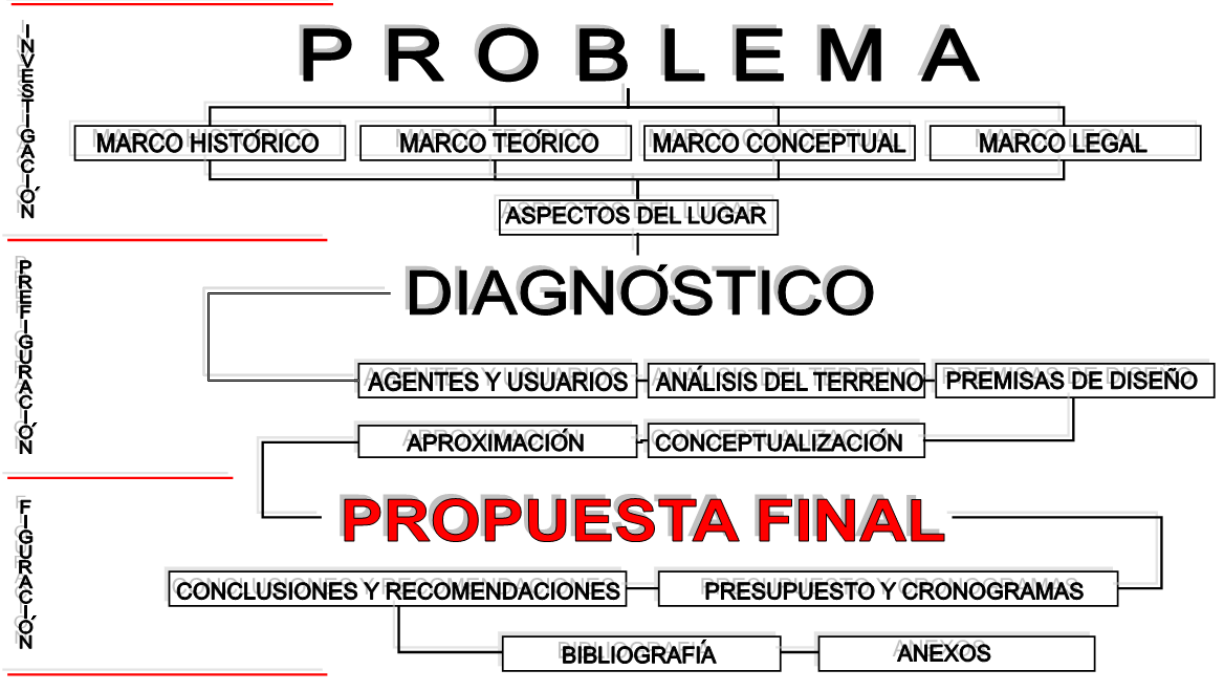 INVESTIGACIÓN
PROBLEMA
MARCO HISTÓRICO
MARCO TEÓRICO
MARCO CONCEPTUAL
MARCO LEGAL
ASPECTOS DEL LUGAR
PREFIGURACIÓN
DIAGNÓSTICO
AGENTES Y USUARIOS
ANÁLISIS DEL TERRENO
PREMISAS DE DISEÑO
APROXIMACIÓN
CONCEPTUALIZACIÓN
FIGURACIÓN
PROPUESTA FINAL
CONCLUSIONES Y RECOMENDACIONES
PRESUPUESTO Y CRONOGRAMAS
BIBLIOGRAFÍA
ANEXOS